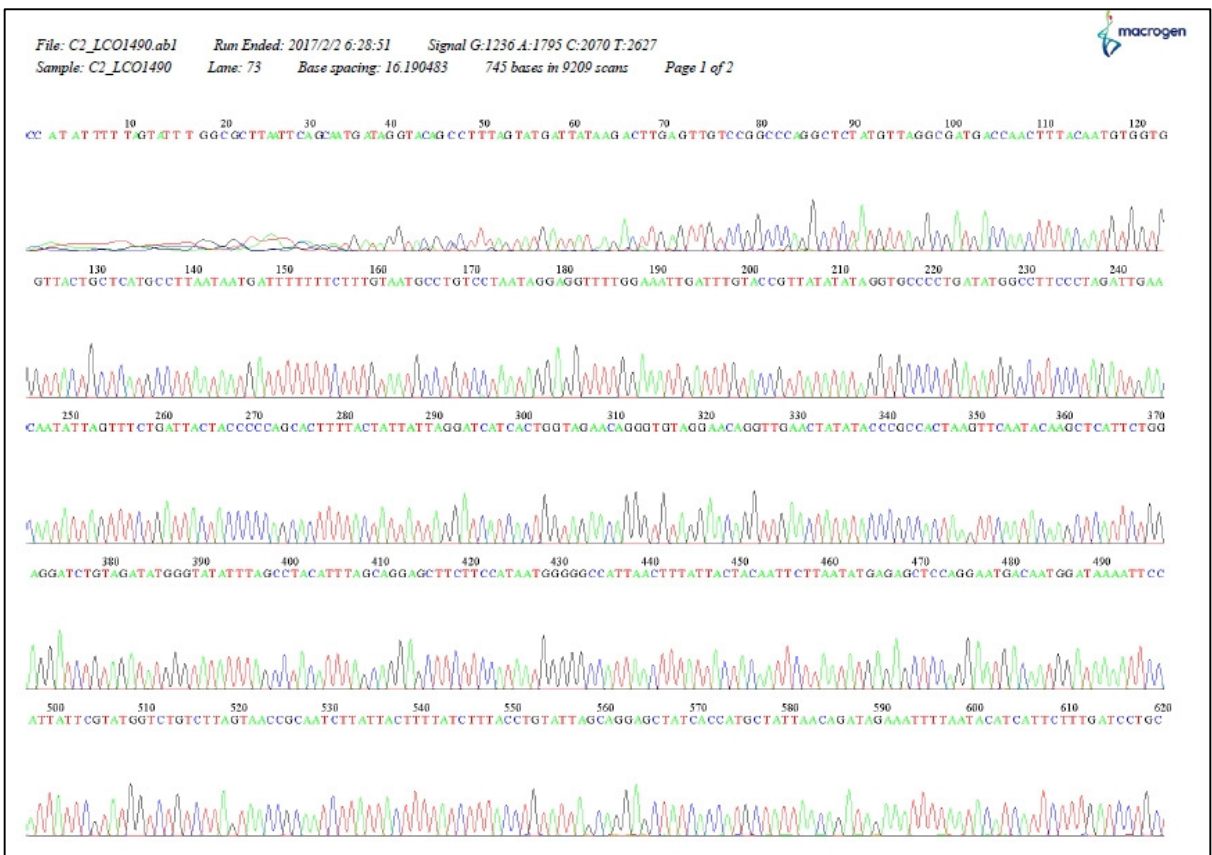 File: C2_LCO1490.ab1 Run Ended: 2017/2/2 6:28:51 Signal G:1236 A:1795 C:2070 T:2627
macrogen
Sample: C2_LCO1490 Lane: 73 Base spacing: 16.190483 745 bases in 9209 scans Page 1 of 2
10 20 30 40 50 60 70 80 90 100 110 120
CC ATATTTT TAGTATTT GGCGCTTAATTCAGCAATGATAGGTACAGCCTTTAGTATGATTATAAGACTTGAGTTGTCCGGCCCAGGCTCTATGTTAGGCGATGACCAACTTTACAATGTGGTG
130 140 150 160 170 180 190 200 210 220 230 240
GTTACTGCTCATGCCTTAATAATGATTTTTTTCTTTGTAATGCCTGTCCTAATAGGAGGTTTTGGAAATTGATTTGTACCGTTATATATAGGTGCCCCTGATATGGCCTTCCCTAGATTGAA
250 260 270 280 290 300 310 320 330 340 350 360 370
CAATATTAGTTTCTGATTACTACCCCCAGCACTTTTACTATTATTAGGATCATCACTGGTAGAACAGGGTGTAGGAACAGGTTGAACTATATACCCGCCACTAAGTTCAATACAAGCTCATTCTGG
380 390 400 410 420 430 440 450 460 470 480 490
AGGATCTGTAGATATGGGTATATTTAGCCTACATTTAGCAGGAGCTTCTTCCATAATGGGGGCCATTAACTTTATTACTACAATTCTTAATATGAGAGCTCCAGGAATGACAATGGATAAAATTCC
500 510 520 530 540 550 560 570 580 590 600 610 620
ATTATTCGTATGGTCTGTCTTAGTAACCGCAATCTTATTACTTTTATCTTTACCTGTATTAGCAGGAGCTATCACCATGCTATTAACAGATAGAAATTTTAATACATCATTCTTTGATCCTGC